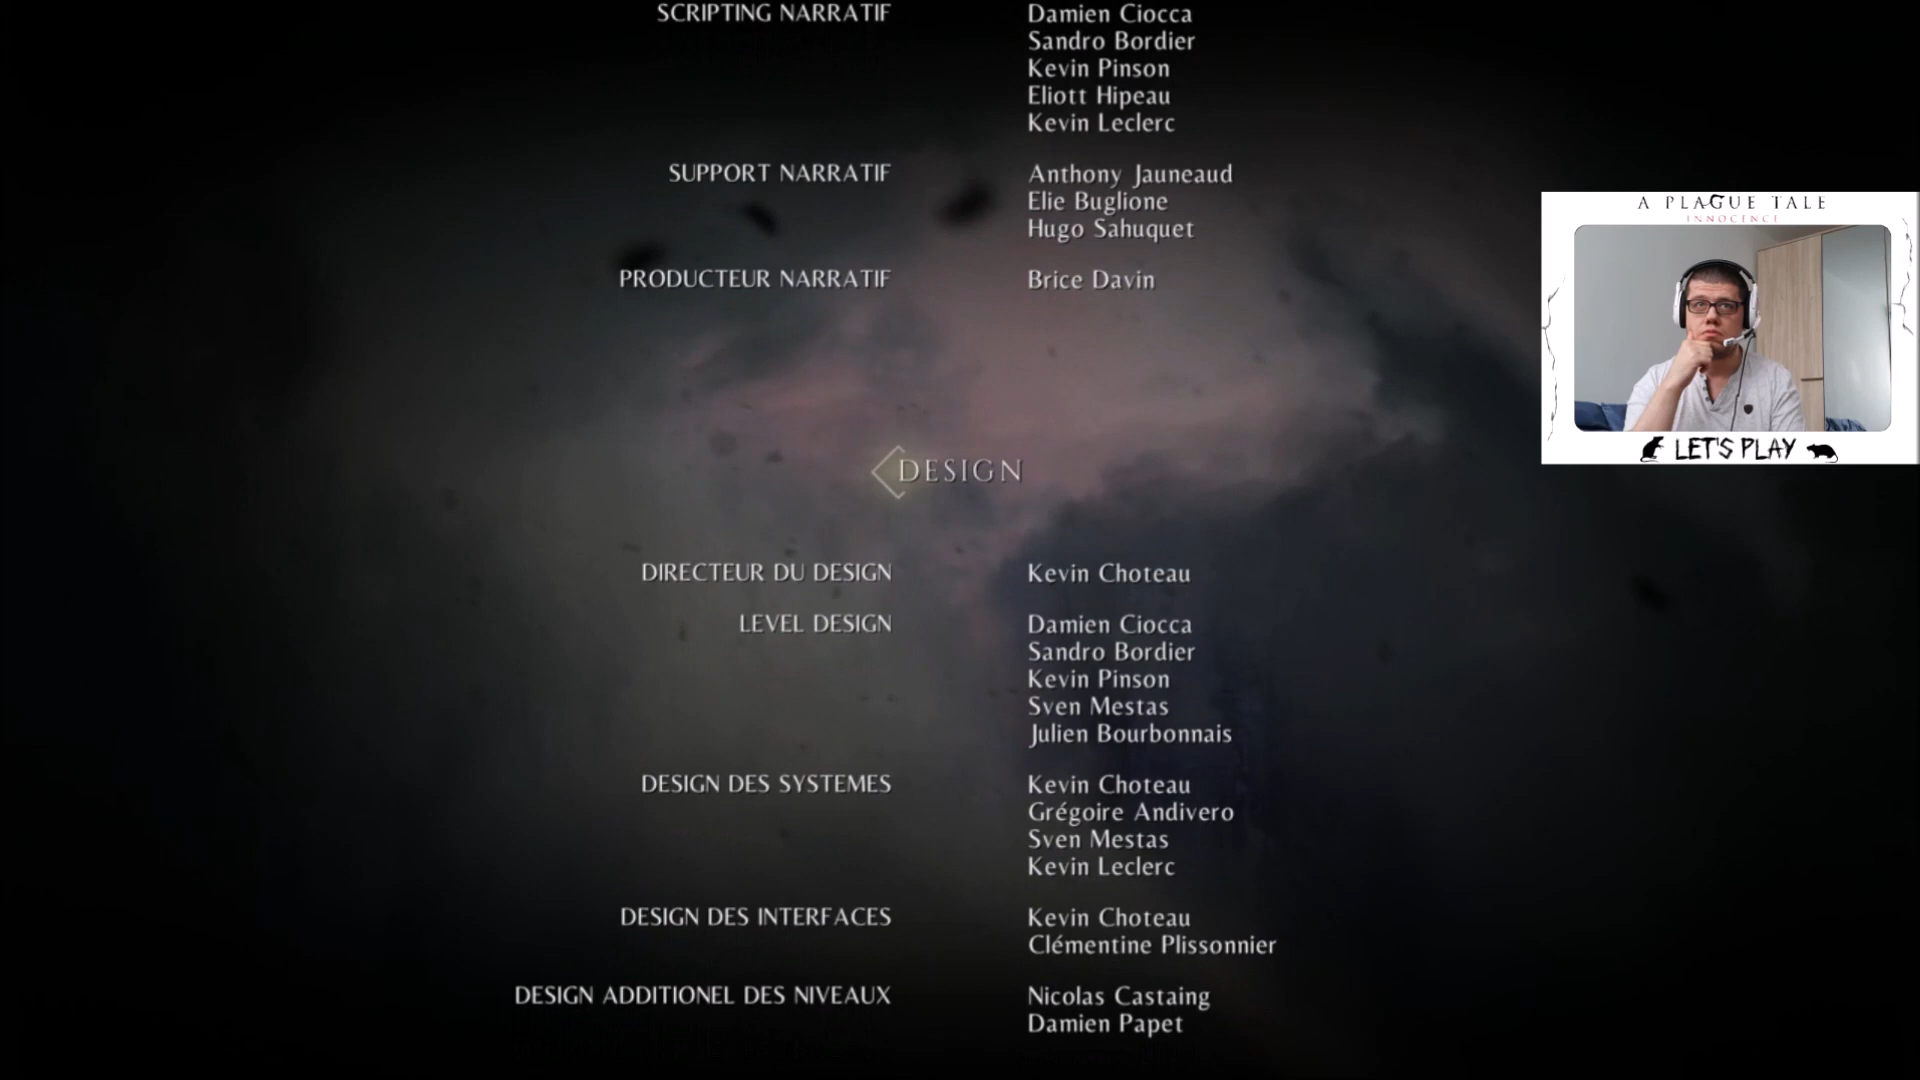 SCRIPTING NARRATIF
Damien Ciocca
Sandro Bordier
Kevin Pinson
Eliott Hipeau
Kevin Leclerc
SUPPORT NARRATIF
Anthony Jauneaud
Elie Buglione
Hugo Sahuquet
PRODUCTEUR NARRATIF
Brice Davin
DESIGN
DIRECTEUR DU DESIGN
Kevin Choteau
LEVEL DESIGN
Damien Ciocca
Sandro Bordier
Kevin Pinson
Sven Mestas
Julien Bourbonnais
DESIGN DES SYSTEMES
Kevin Choteau
Grégoire Andivero
Sven Mestas
Kevin Leclerc
DESIGN DES INTERFACES
Kevin Choteau
Clémentine Plissonnier
DESIGN ADDITIONEL DES NIVEAUX
Nicolas Castaing
Damien Papet
A PLAGUE TALE
INNOCENCE
LET'S PLAY